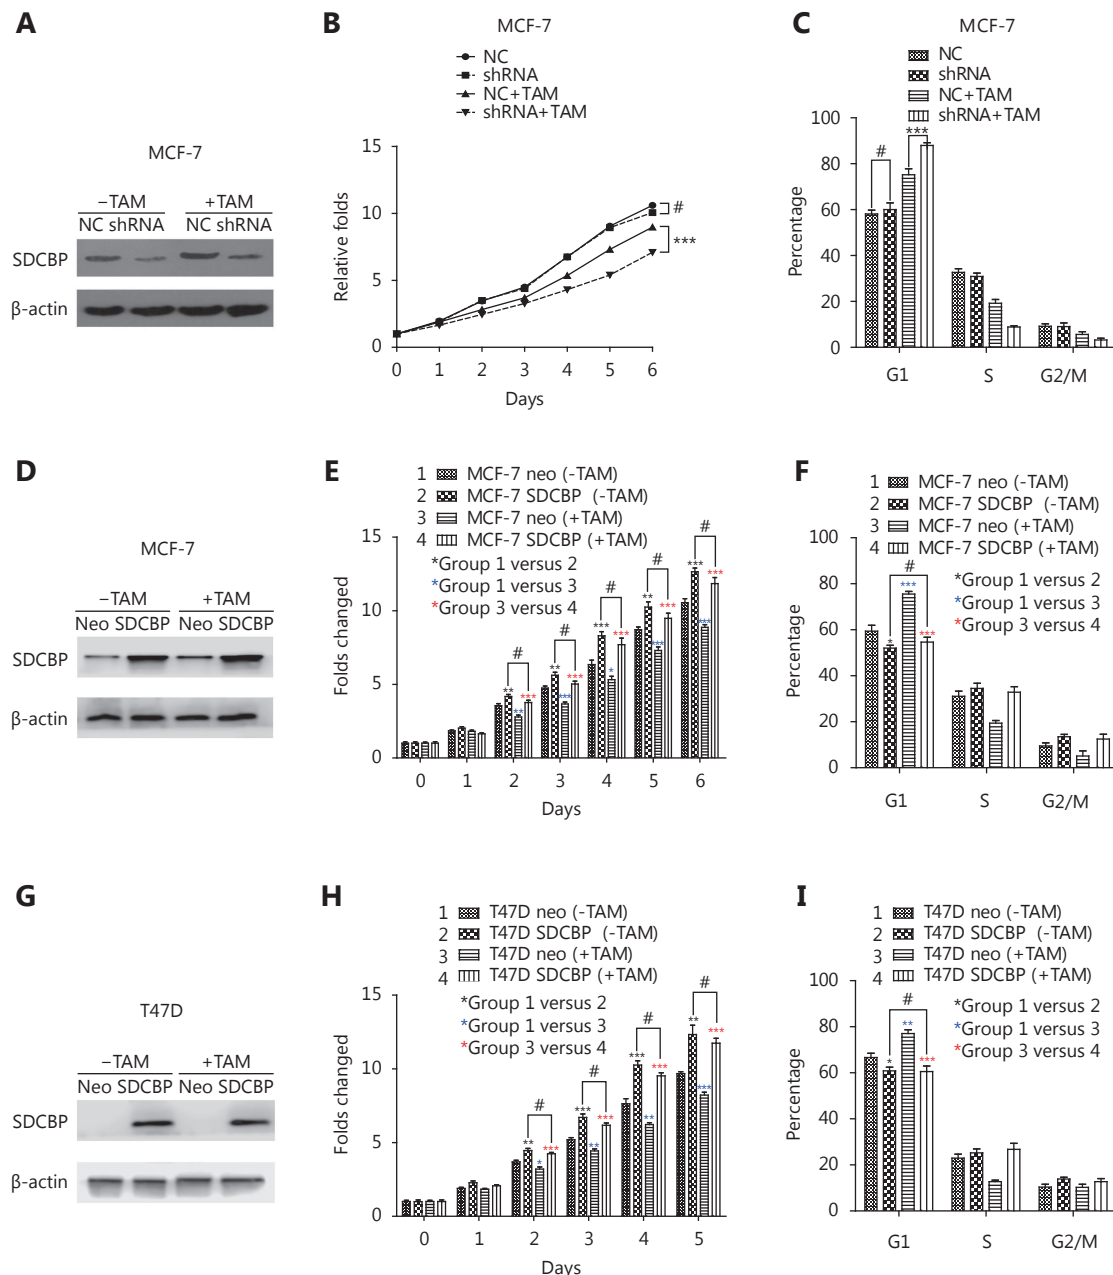 A
MCF-7
−TAM +TAM
NC shRNA NC shRNA
SDCBP
β-actin
B
MCF-7
NC
shRNA
NC+TAM
shRNA+TAM
Relative folds
15
10
5
0
#
***
0 1 2 3 4 5 6
Days
C
MCF-7
NC
shRNA
NC+TAM
shRNA+TAM
Percentage
100
80
60
40
20
0
# ***
G1 S G2/M
D
MCF-7
−TAM +TAM
Neo SDCBP Neo SDCBP
SDCBP
β-actin
E
1 MCF-7 neo (-TAM)
2 MCF-7 SDCBP (-TAM)
3 MCF-7 neo (+TAM)
4 MCF-7 SDCBP (+TAM)
*Group 1 versus 2
*Group 1 versus 3
*Group 3 versus 4
Folds changed
15
10
5
0
# # # # #
** ** *** ** ***
** *** * *** ***
*** *** *** *** ***
0 1 2 3 4 5 6
Days
F
1 MCF-7 neo (-TAM)
2 MCF-7 SDCBP (-TAM)
3 MCF-7 neo (+TAM)
4 MCF-7 SDCBP (+TAM)
*Group 1 versus 2
*Group 1 versus 3
*Group 3 versus 4
Percentage
100
80
60
40
20
0
#
* *** ***
G1 S G2/M
G
T47D
−TAM +TAM
Neo SDCBP Neo SDCBP
SDCBP
β-actin
H
1 T47D neo (-TAM)
2 T47D SDCBP (-TAM)
3 T47D neo (+TAM)
4 T47D SDCBP (+TAM)
*Group 1 versus 2
*Group 1 versus 3
*Group 3 versus 4
Folds changed
15
10
5
0
# # # #
** *** *** **
* ** ** ***
*** *** *** ***
0 1 2 3 4 5
Days
I
1 T47D neo (-TAM)
2 T47D SDCBP (-TAM)
3 T47D neo (+TAM)
4 T47D SDCBP (+TAM)
*Group 1 versus 2
*Group 1 versus 3
*Group 3 versus 4
Percentage
100
80
60
40
20
0
#
* ** ***
G1 S G2/M